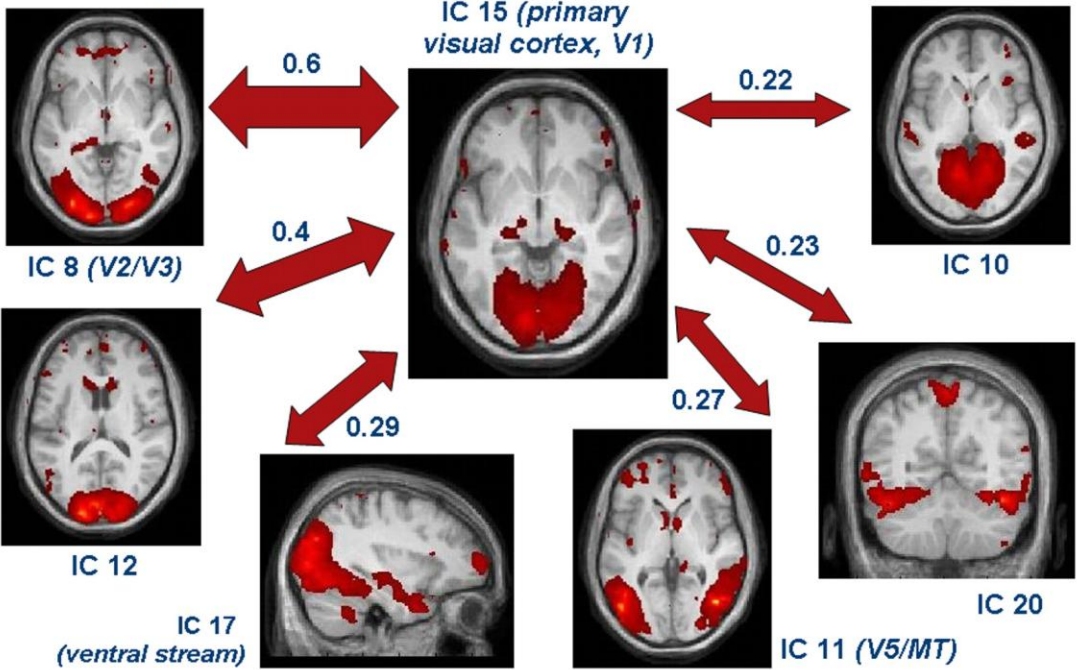 IC 15 (primary
visual cortex, V1)
0.6
0.22
IC 8 (V2/V3)
0.4
0.23
IC 10
0.29
0.27
IC 12
IC 17
(ventral stream)
IC 11 (V5/MT)
IC 20